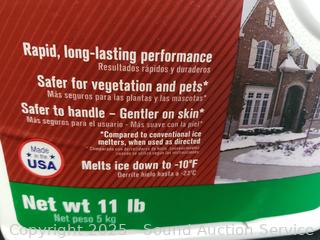 Rapid, long-lasting performance
Resultados rápidos y duraderos
Safer for vegetation and pets*
Más seguros para las plantas y las mascotas*
Safer to handle – Gentler on skin*
Más seguro para el usuario - Más suave con la piel*
*Compared to conventional ice
melters, when used as directed
Made in the
USA
Melts ice down to -10°F
Derrite hielo hasta a -23°C
Net wt 11 lb
Net peso 5 kg
Copyright 2025 - Sound Auction Service